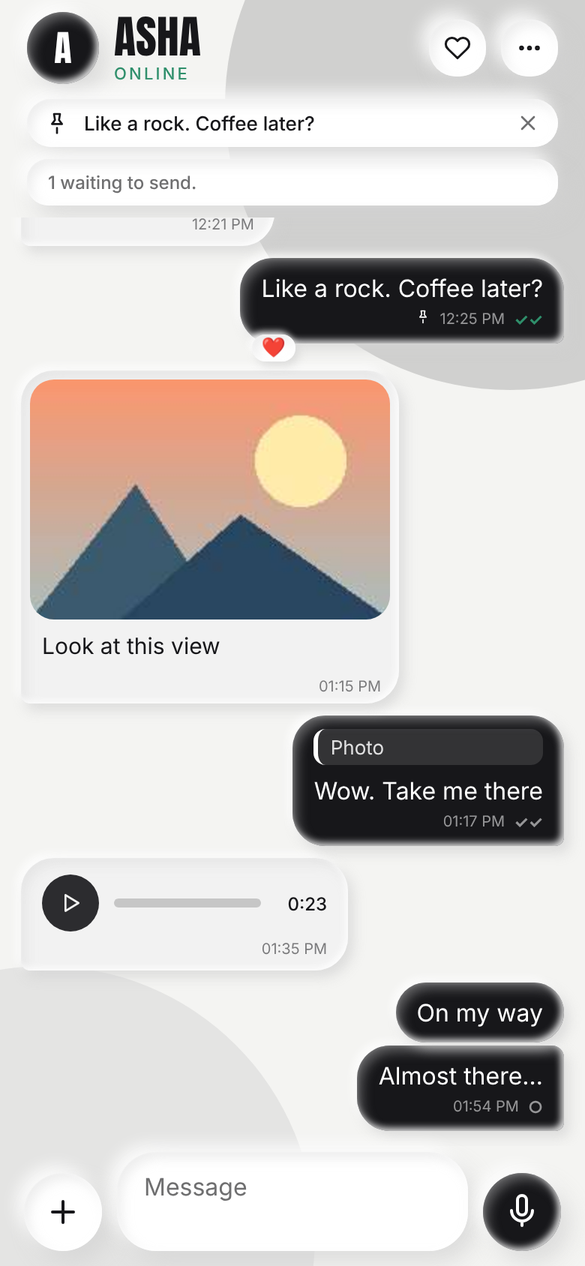 A
ASHA
ONLINE
Like a rock. Coffee later?
1 waiting to send.
12:21 PM
Like a rock. Coffee later?
12:25 PM
Look at this view
01:15 PM
Photo
Wow. Take me there
01:17 PM
0:23
01:35 PM
On my way
Almost there...
01:54 PM
Message